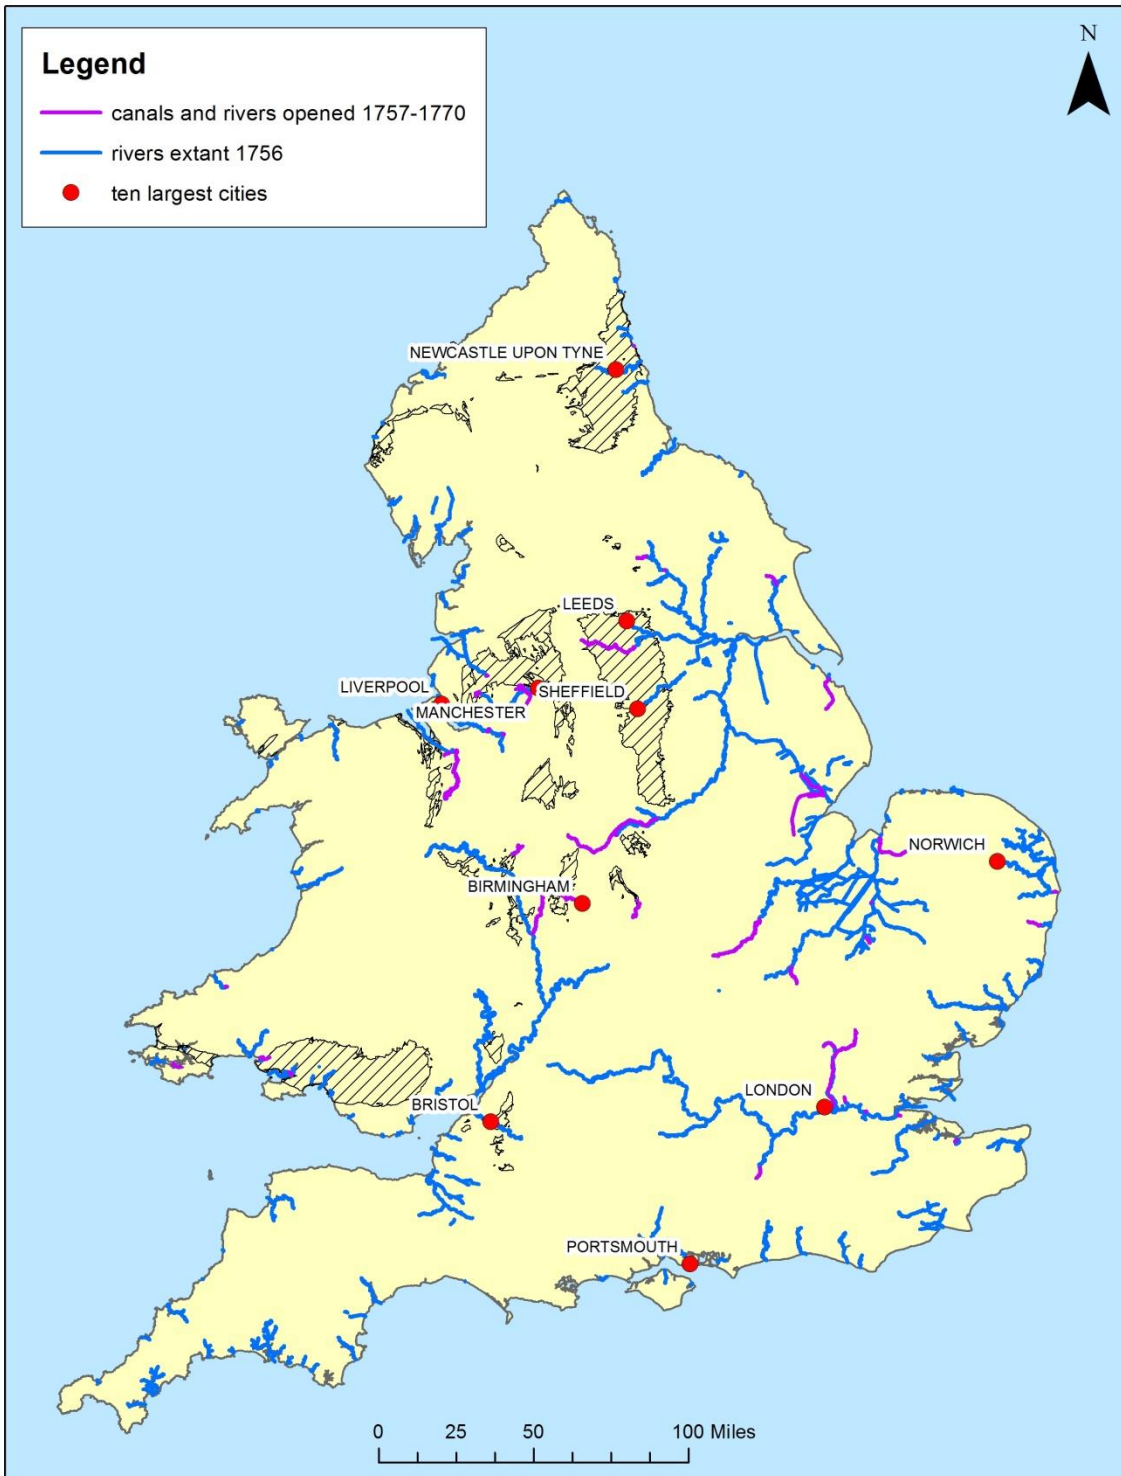 N
Legend
canals and rivers opened 1757-1770
rivers extant 1756
ten largest cities
NEWCASTLE UPON TYNE
LEEDS
LIVERPOOL
SHEFFIELD
MANCHESTER
NORWICH
BIRMINGHAM
LONDON
BRISTOL
PORTSMOUTH
0 25 50 100 Miles